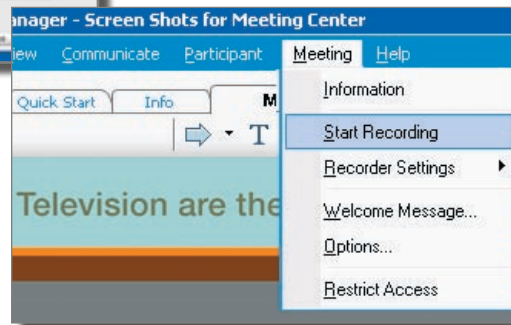 anager - Screen Shots for Meeting Center
iew Communicate Participant Meeting Help
Quick Start Info M
T
Information
Start Recording
Recorder Settings
Welcome Message...
Options...
Restrict Access
Television are the